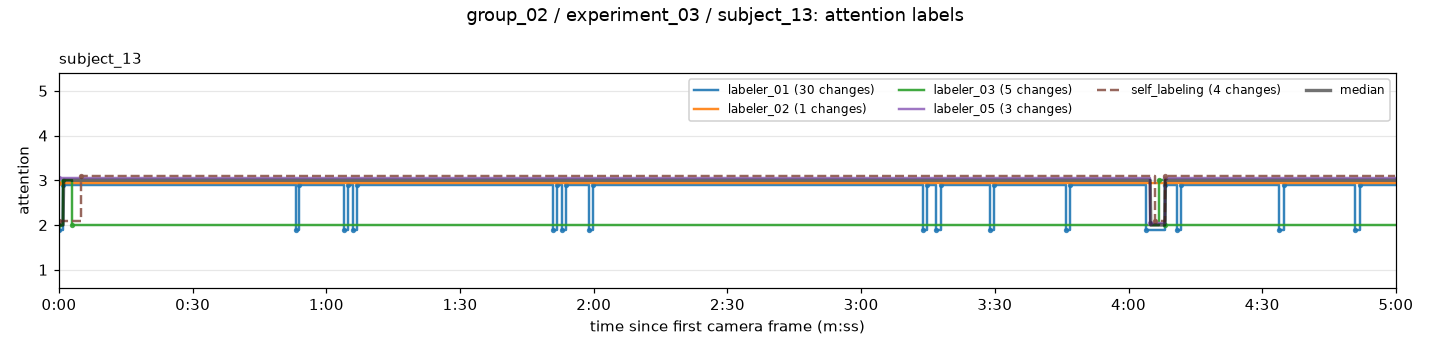 group_02 / experiment_03 / subject_13: attention labels
subject_13
labeler_01 (30 changes)
labeler_02 (1 changes)
labeler_03 (5 changes)
labeler_05 (3 changes)
self_labeling (4 changes)
median
attention
5
4
3
2
1
0:00 0:30 1:00 1:30 2:00 2:30 3:00 3:30 4:00 4:30 5:00
time since first camera frame (m:ss)